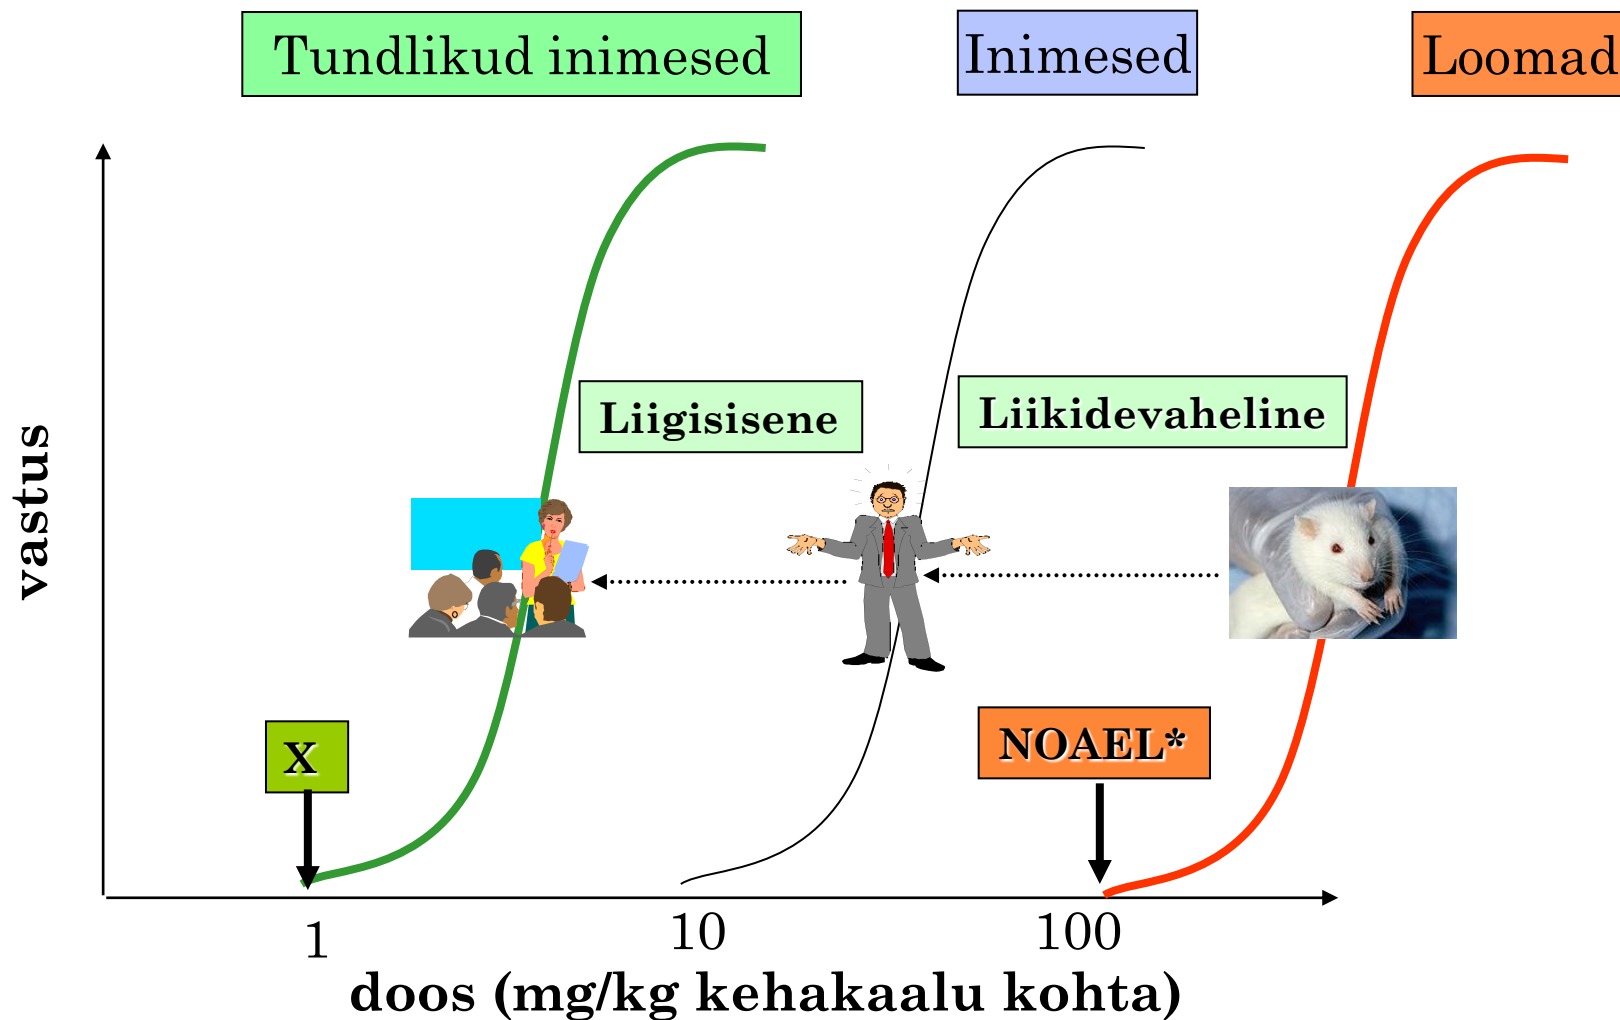 Tundlikud inimesed
Inimesed
Loomad
Liigisisene
Liikidevaheline
vastus
X
NOAEL*
1
10
100
doos (mg/kg kehakaalu kohta)